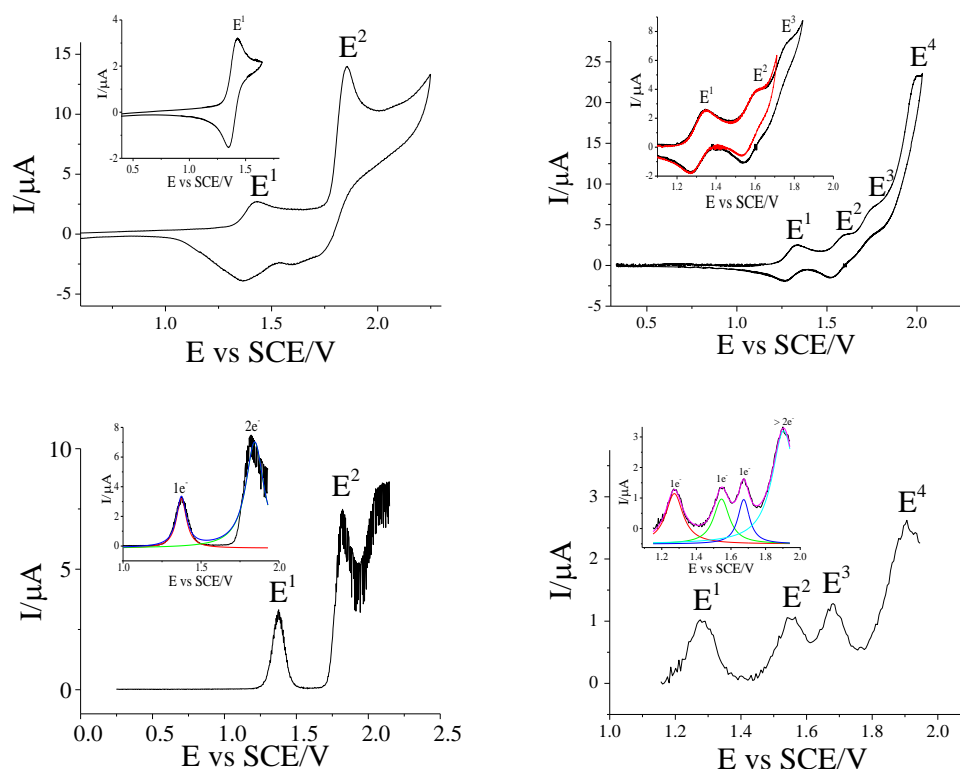 E¹
I/μA
4
2
0
-2
0.5
1.0
1.5
E vs SCE/V
E²
E¹
I/μA
15
10
5
0
-5
1.0
1.5
2.0
E vs SCE/V
E³
E²
E¹
I/μA
8
6
4
2
0
-2
1.2
1.4
1.6
1.8
2.0
E vs SCE/V
E⁴
E³
E²
E¹
I/μA
25
20
15
10
5
0
-5
0.5
1.0
1.5
2.0
E vs SCE/V
2e⁻
1e⁻
I/μA
8
6
4
2
0
1.0
1.5
2.0
E vs SCE/V
E²
E¹
I/μA
10
5
0
0.0
0.5
1.0
1.5
2.0
2.5
E vs SCE/V
> 2e⁻
1e⁻
1e⁻
1e⁻
I/μA
3
2
1
0
1.2
1.3
1.4
1.5
1.6
1.7
1.8
1.9
E vs SCE/V
E⁴
E³
E²
E¹
I/μA
3
2
1
0
1.0
1.2
1.4
1.6
1.8
2.0
E vs SCE/V